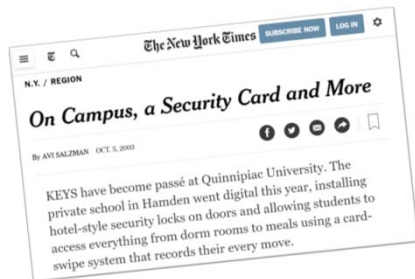 The New York Times
SUBSCRIBE NOW
LOG IN
N.Y. / REGION
On Campus, a Security Card and More
By AVI SALZMAN OCT. 5, 2003
KEYS have become passé at Quinnipiac University. The
private school in Hamden went digital this year, installing
hotel-style security locks on doors and allowing students to
access everything from dorm rooms to meals using a card-
swipe system that records their every move.